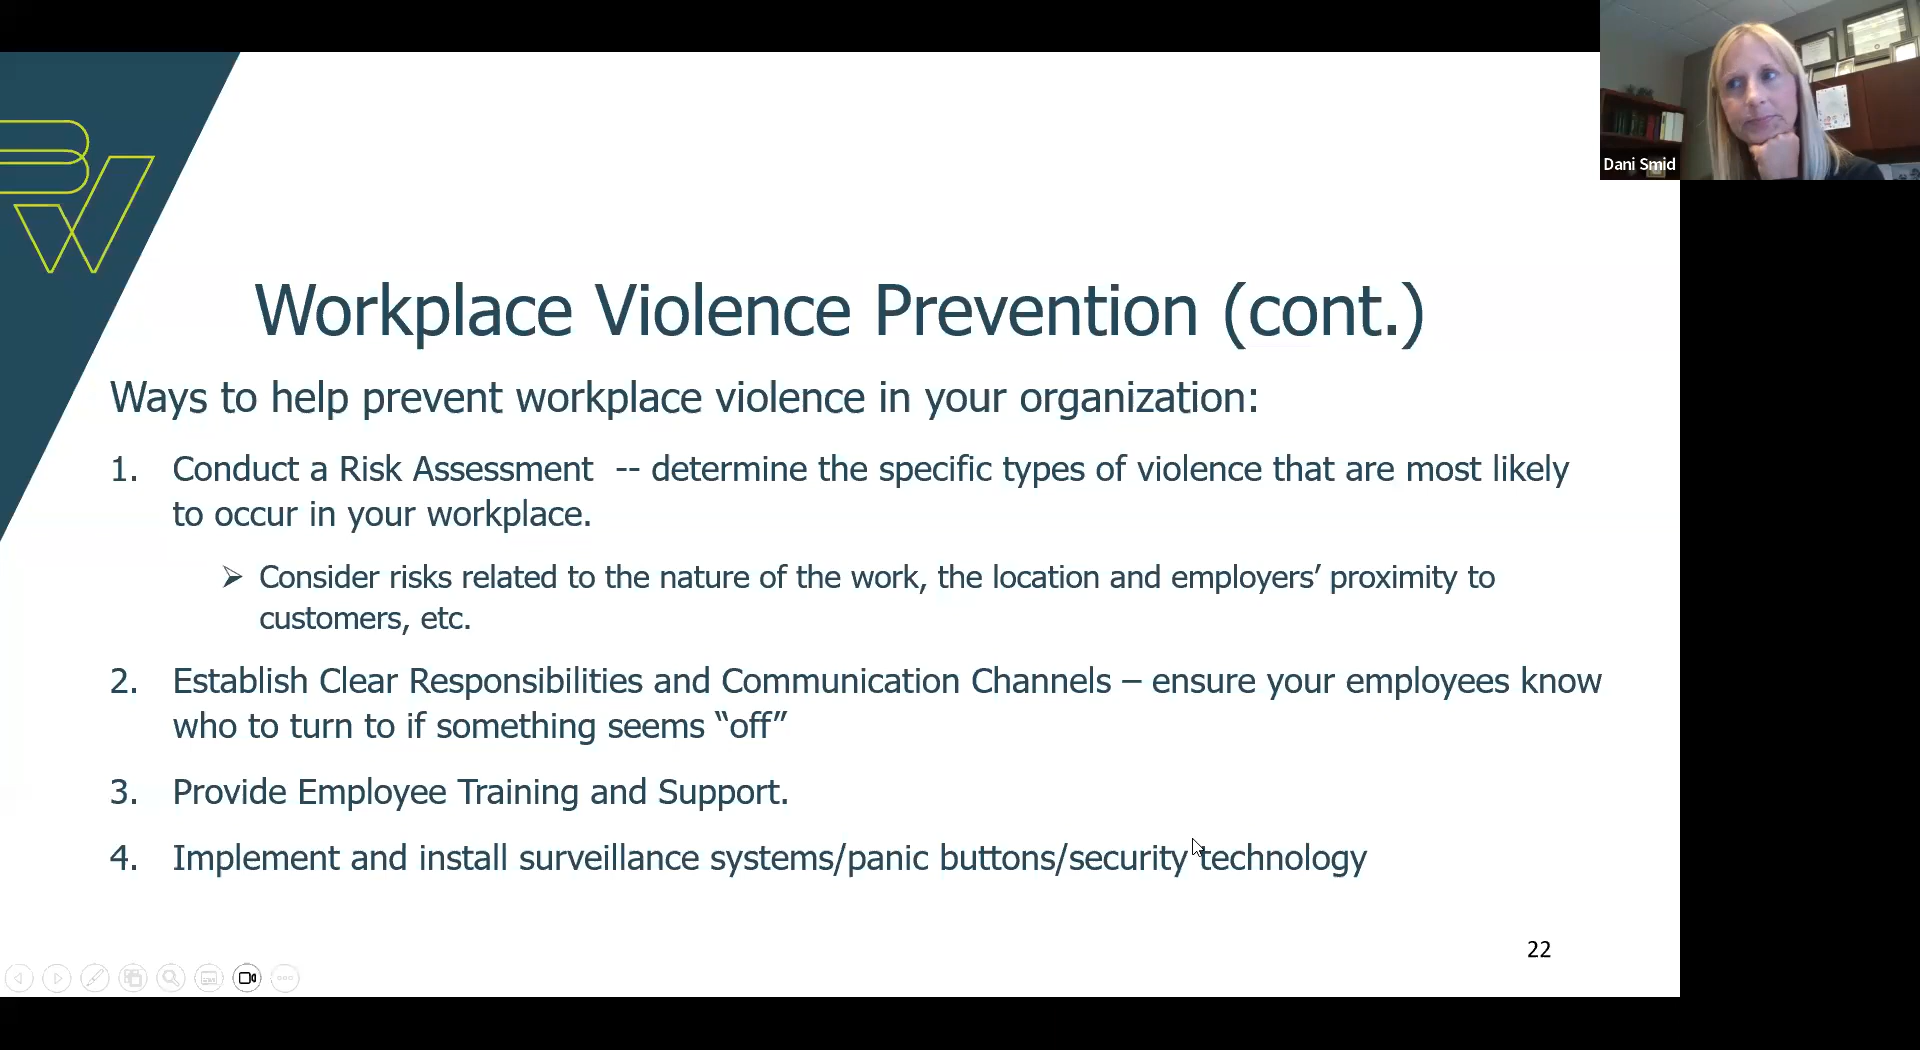 Dani Smid
Workplace Violence Prevention (cont.)
Ways to help prevent workplace violence in your organization:
1. Conduct a Risk Assessment -- determine the specific types of violence that are most likely
to occur in your workplace.
➢ Consider risks related to the nature of the work, the location and employers’ proximity to
customers, etc.
2. Establish Clear Responsibilities and Communication Channels – ensure your employees know
who to turn to if something seems “off”
3. Provide Employee Training and Support.
4. Implement and install surveillance systems/panic buttons/security technology
22